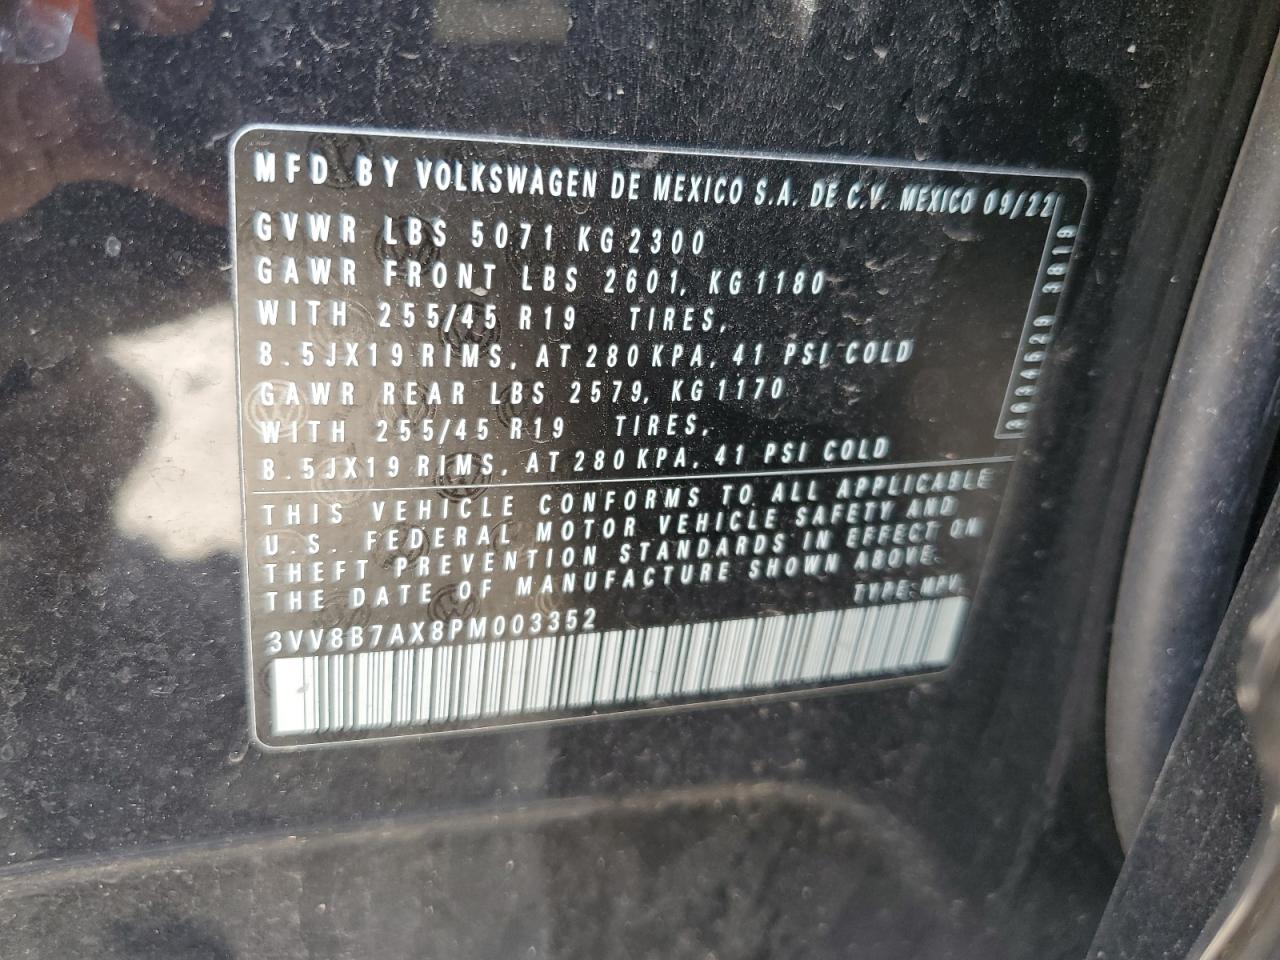 MFD BY VOLKSWAGEN DE MEXICO S.A. DE C.V. MEXICO 09/22
GVWR LBS 5071 KG 2300
GAWR FRONT LBS 2601, KG 1180
WITH 255/45 R19 TIRES,
8.5JX19 RIMS, AT 280 KPA, 41 PSI COLD
GAWR REAR LBS 2579, KG 1170
WITH 255/45 R19 TIRES,
8.5JX19 RIMS, AT 280 KPA, 41 PSI COLD
THIS VEHICLE CONFORMS TO ALL APPLICABLE
U.S. FEDERAL MOTOR VEHICLE SAFETY AND
THEFT PREVENTION STANDARDS IN EFFECT ON
THE DATE OF MANUFACTURE SHOWN ABOVE.
TYPE: MPV
3VV8B7AX8PM003352